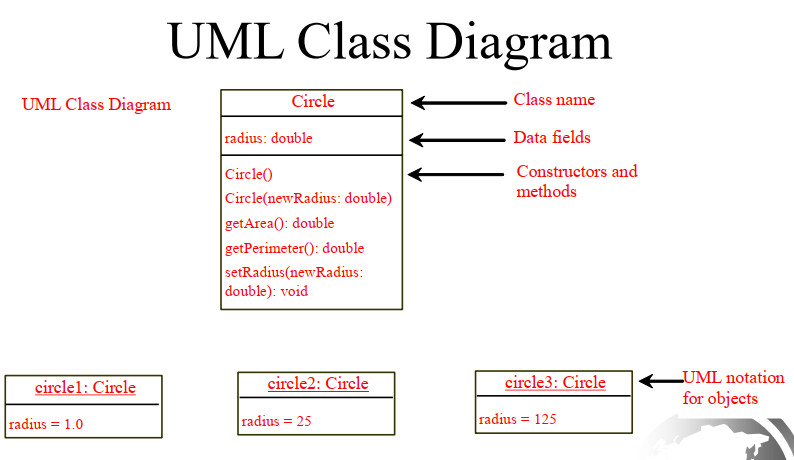 UML Class Diagram
UML Class Diagram
Circle
Class name
radius: double
Data fields
Circle()
Circle(newRadius: double)
getArea(): double
getPerimeter(): double
setRadius(newRadius:
double): void
Constructors and
methods
circle1: Circle
radius = 1.0
circle2: Circle
radius = 25
circle3: Circle
radius = 125
UML notation
for objects